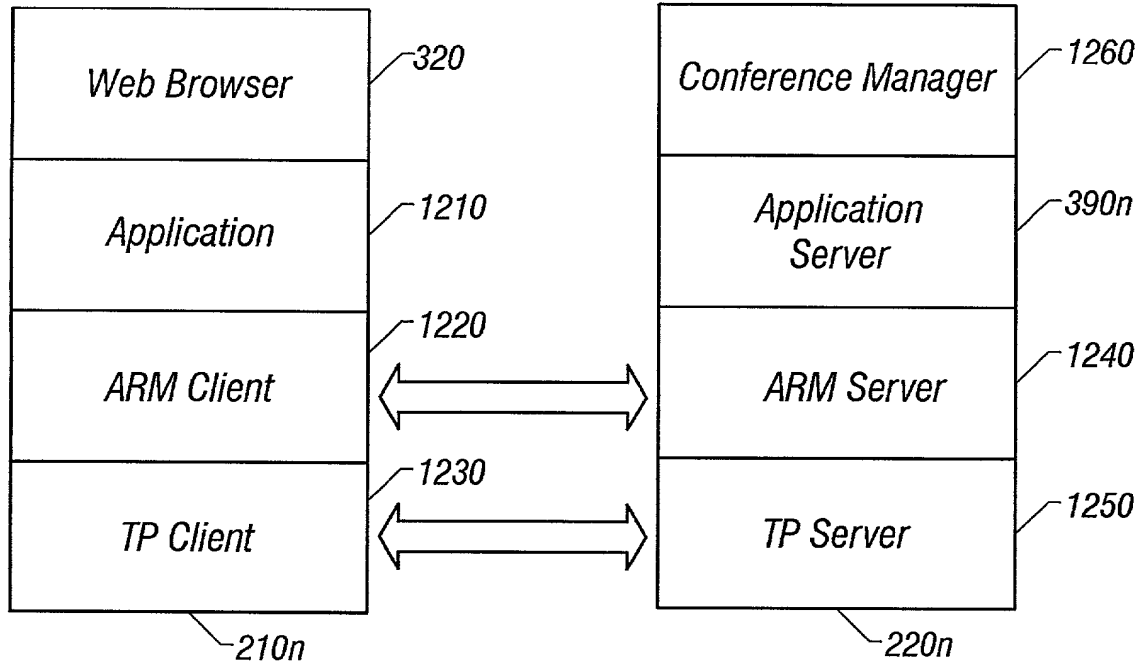 Web Browser
320
Application
1210
ARM Client
1220
TP Client
1230
210n
Conference Manager
1260
Application
Server
390n
ARM Server
1240
TP Server
1250
220n